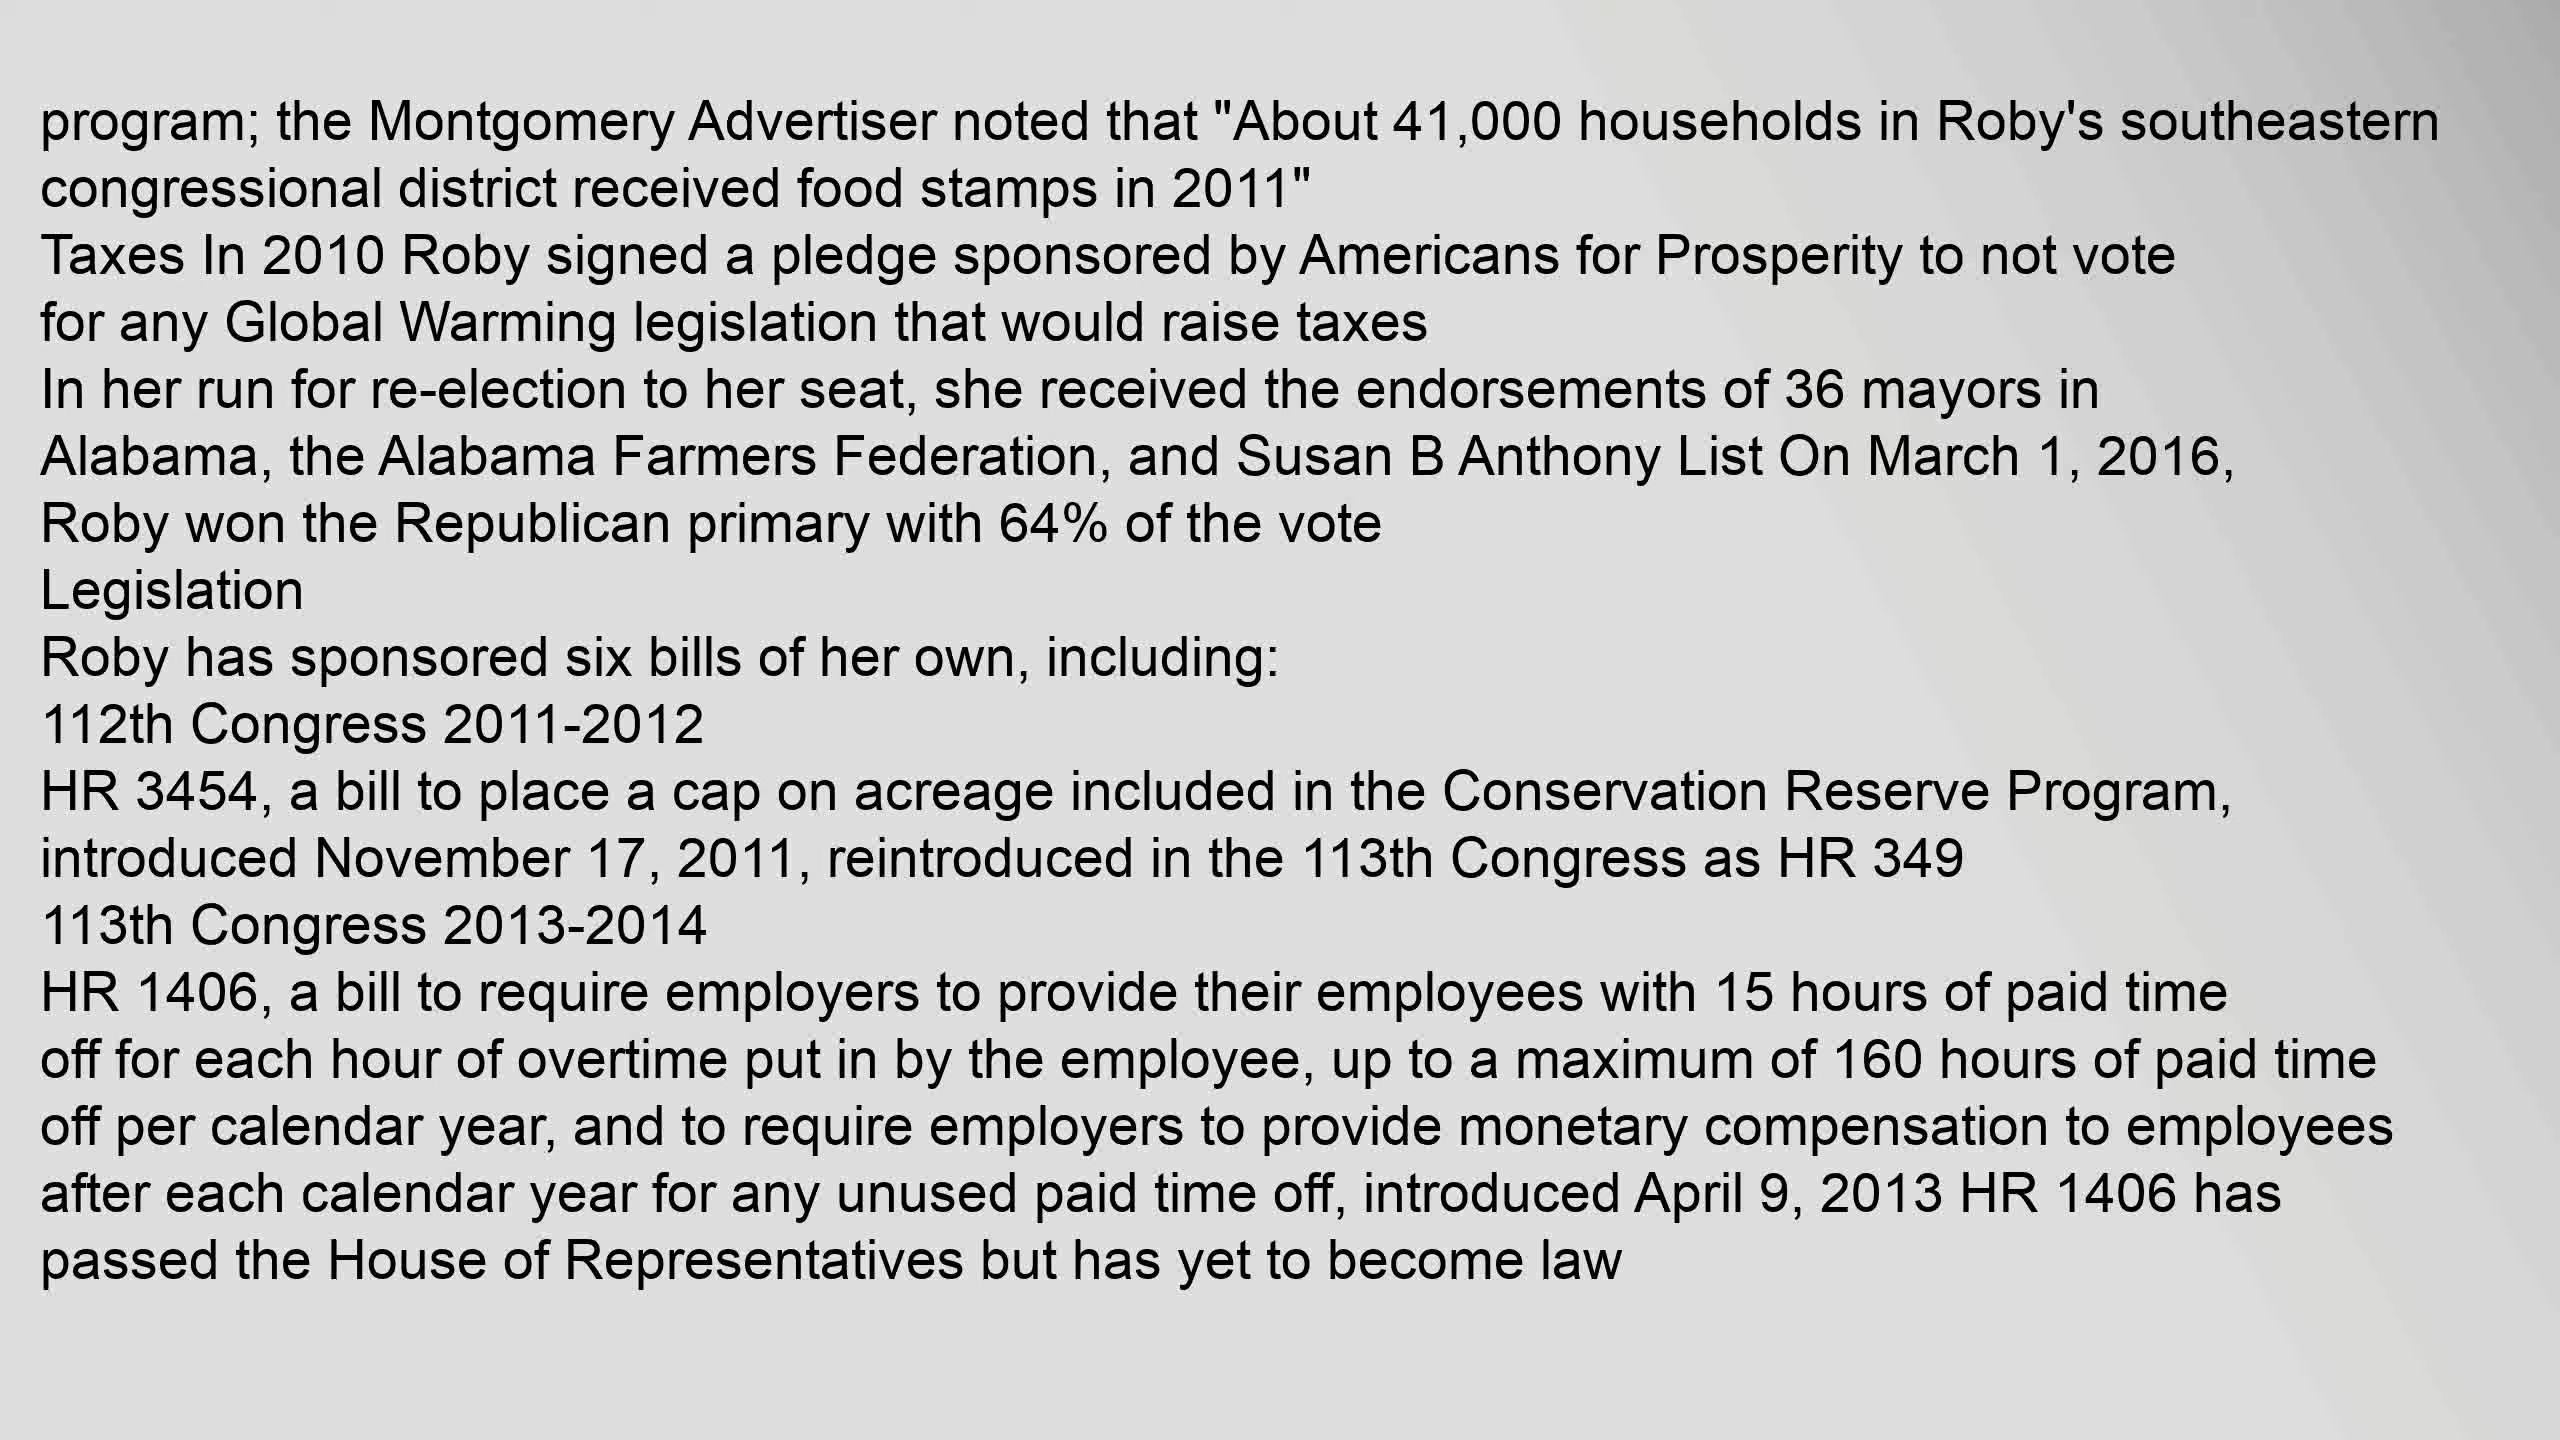 program; the Montgomery Advertiser noted that "About 41,000 households in Roby's southeastern
congressional district received food stamps in 2011"
Taxes In 2010 Roby signed a pledge sponsored by Americans for Prosperity to not vote
for any Global Warming legislation that would raise taxes
In her run for re-election to her seat, she received the endorsements of 36 mayors in
Alabama, the Alabama Farmers Federation, and Susan B Anthony List On March 1, 2016,
Roby won the Republican primary with 64% of the vote
Legislation
Roby has sponsored six bills of her own, including:
112th Congress 2011-2012
HR 3454, a bill to place a cap on acreage included in the Conservation Reserve Program,
introduced November 17, 2011, reintroduced in the 113th Congress as HR 349
113th Congress 2013-2014
HR 1406, a bill to require employers to provide their employees with 15 hours of paid time
off for each hour of overtime put in by the employee, up to a maximum of 160 hours of paid time
off per calendar year, and to require employers to provide monetary compensation to employees
after each calendar year for any unused paid time off, introduced April 9, 2013 HR 1406 has
passed the House of Representatives but has yet to become law